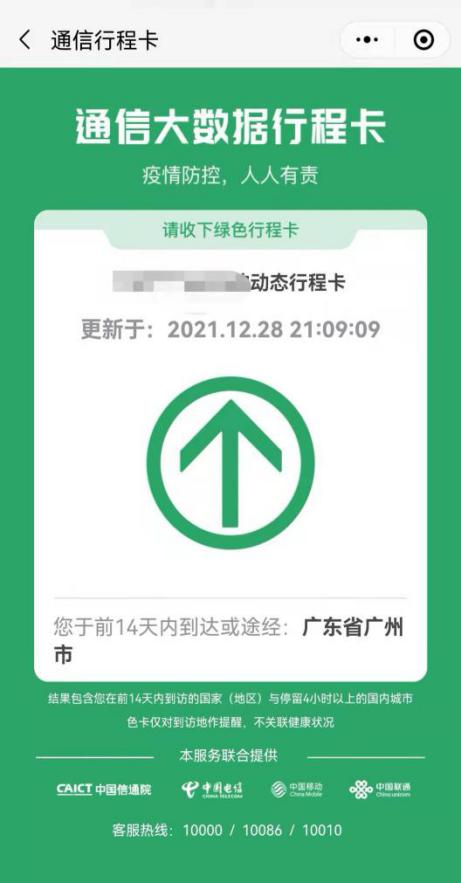 通信行程卡
通信大数据行程卡
疫情防控，人人有责
请收下绿色行程卡
动态行程卡
更新于：2021.12.28 21:09:09
您于前14天内到达或途经：广东省广州
市
结果包含您在前14天内到访的国家（地区）与停留4小时以上的国内城市
色卡仅对到访地作提醒，不关联健康状况
本服务联合提供
CAICT 中国信通院 中国电信 CHINA TELECOM 中国移动 China Mobile 中国联通 China unicom
客服热线：10000 / 10086 / 10010